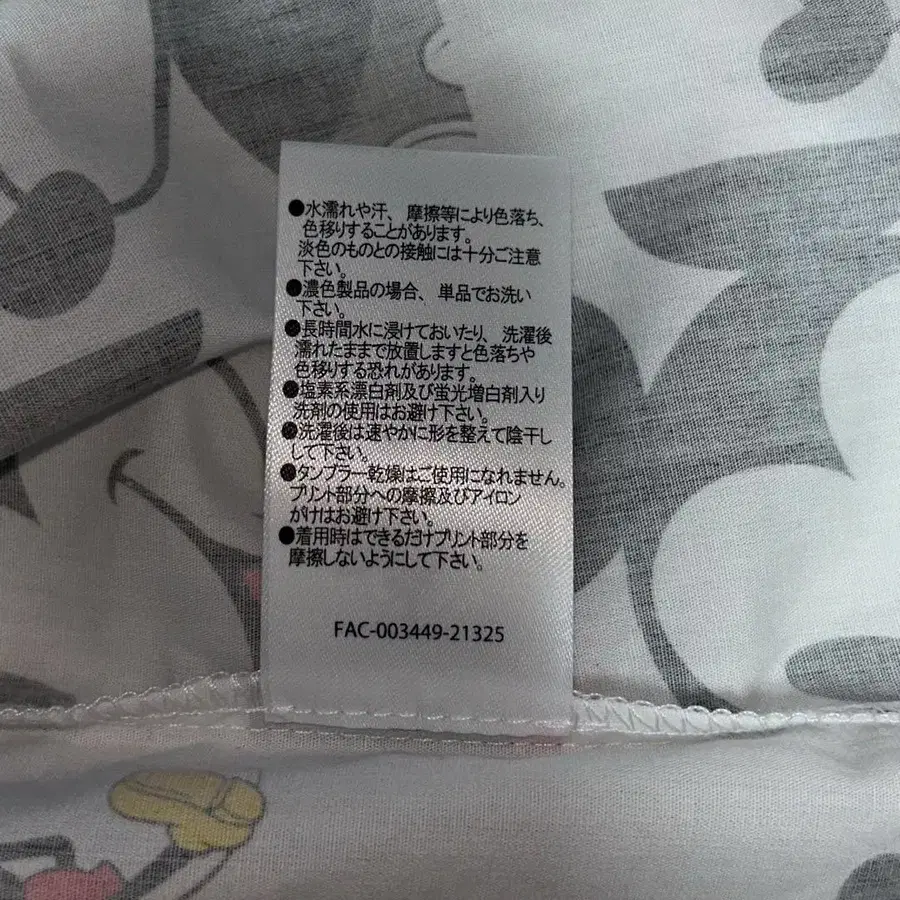 ●水濡れや汗、摩擦等により色落ち、
色移りすることがあります。
淡色のものとの接触には十分ご注意
下さい。
●濃色製品の場合、単品でお洗い
下さい。
●長時間水に浸けておいたり、洗濯後
濡れたままで放置しますと色落ちや
色移りする恐れがあります。
●塩素系漂白剤及び蛍光増白剤入り
洗剤の使用はお避け下さい。
●洗濯後は速やかに形を整えて陰干し
して下さい。
●タンブラー乾燥はご使用になれません。
プリント部分への摩擦及びアイロン
がけはお避け下さい。
●着用時はできるだけプリント部分を
摩擦しないようにして下さい。
FAC-003449-21325